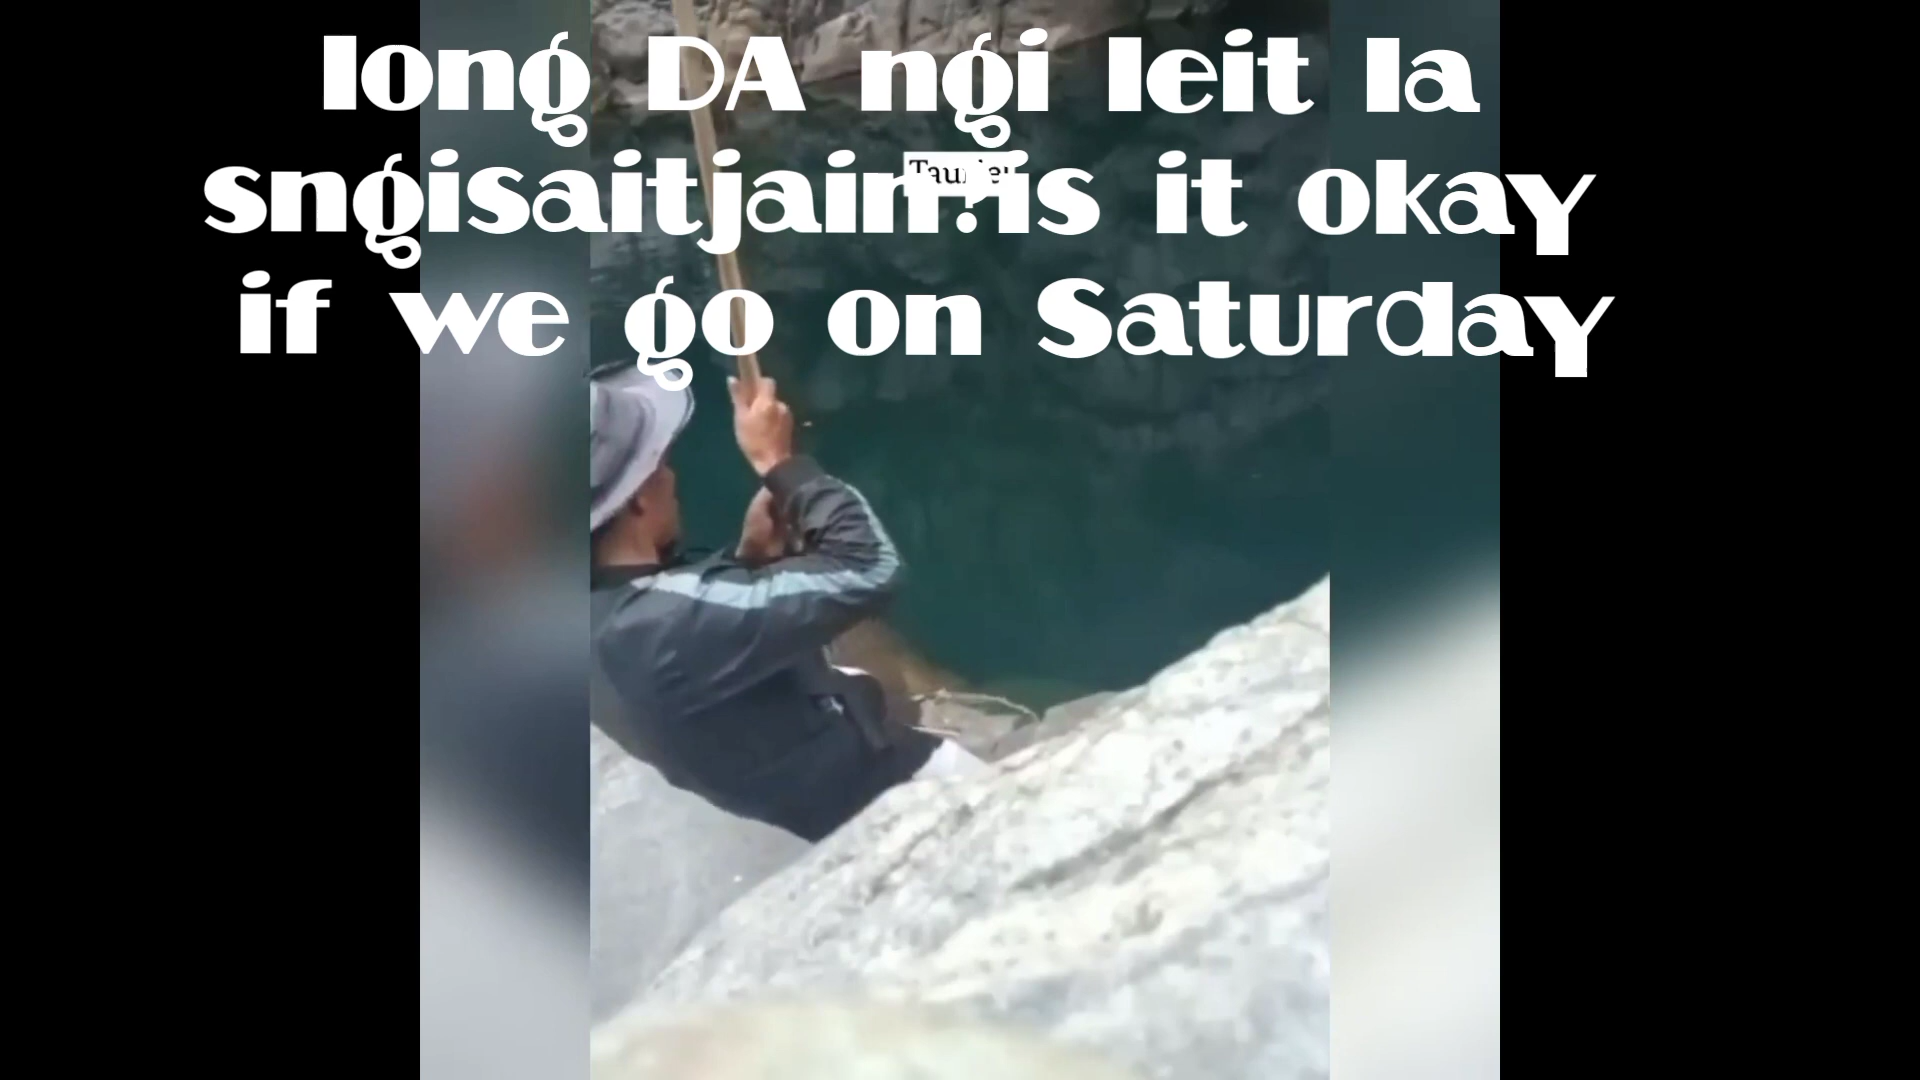 long DA ngi leit la
sngisaitjain?is it okay
if we go on Saturday